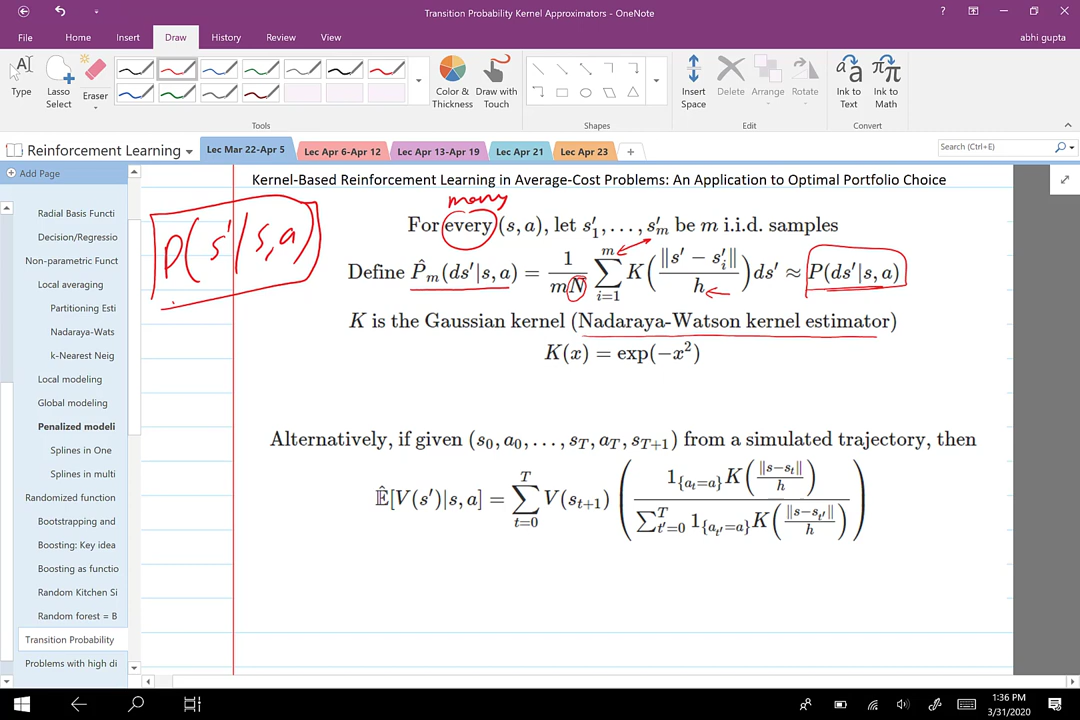 Transition Probability Kernel Approximators - OneNote
?
File Home Insert Draw History Review View
abhi gupta
Type
Lasso Select
Eraser
Color & Thickness
Draw with Touch
Insert Space
Delete
Arrange
Rotate
Ink to Text
Ink to Math
Tools
Shapes
Edit
Convert
Reinforcement Learning
Lec Mar 22-Apr 5
Lec Apr 6-Apr 12
Lec Apr 13-Apr 19
Lec Apr 21
Lec Apr 23
+
Search (Ctrl+E)
Add Page
Radial Basis Functi
Decision/Regressio
Non-parametric Funct
Local averaging
Partitioning Esti
Nadaraya-Wats
k-Nearest Neig
Local modeling
Global modeling
Penalized modeli
Splines in One
Splines in multi
Randomized function
Bootstrapping and
Boosting: Key idea
Boosting as functio
Random Kitchen Si
Random forest = B
Transition Probability
Problems with high di
Kernel-Based Reinforcement Learning in Average-Cost Problems: An Application to Optimal Portfolio Choice
many
P(s'|s,a)
For every (s, a), let s′₁, . . . , s′ₘ be m i.i.d. samples
Define P̂ₘ(ds′|s, a) = 1/(mN) ∑ᵢ₌₁ᵐ K(‖s′ − s′ᵢ‖/h) ds′ ≈ P(ds′|s, a)
K is the Gaussian kernel (Nadaraya-Watson kernel estimator)
K(x) = exp(−x²)
Alternatively, if given (s₀, a₀, . . . , s_T, a_T, s_{T+1}) from a simulated trajectory, then
Ê[V(s′)|s, a] = ∑_{t=0}^{T} V(s_{t+1}) ( 1_{{a_t=a}} K(‖s−s_t‖/h) / ∑_{t′=0}^{T} 1_{{a_{t′}=a}} K(‖s−s_{t′}‖/h) )
1:36 PM
3/31/2020